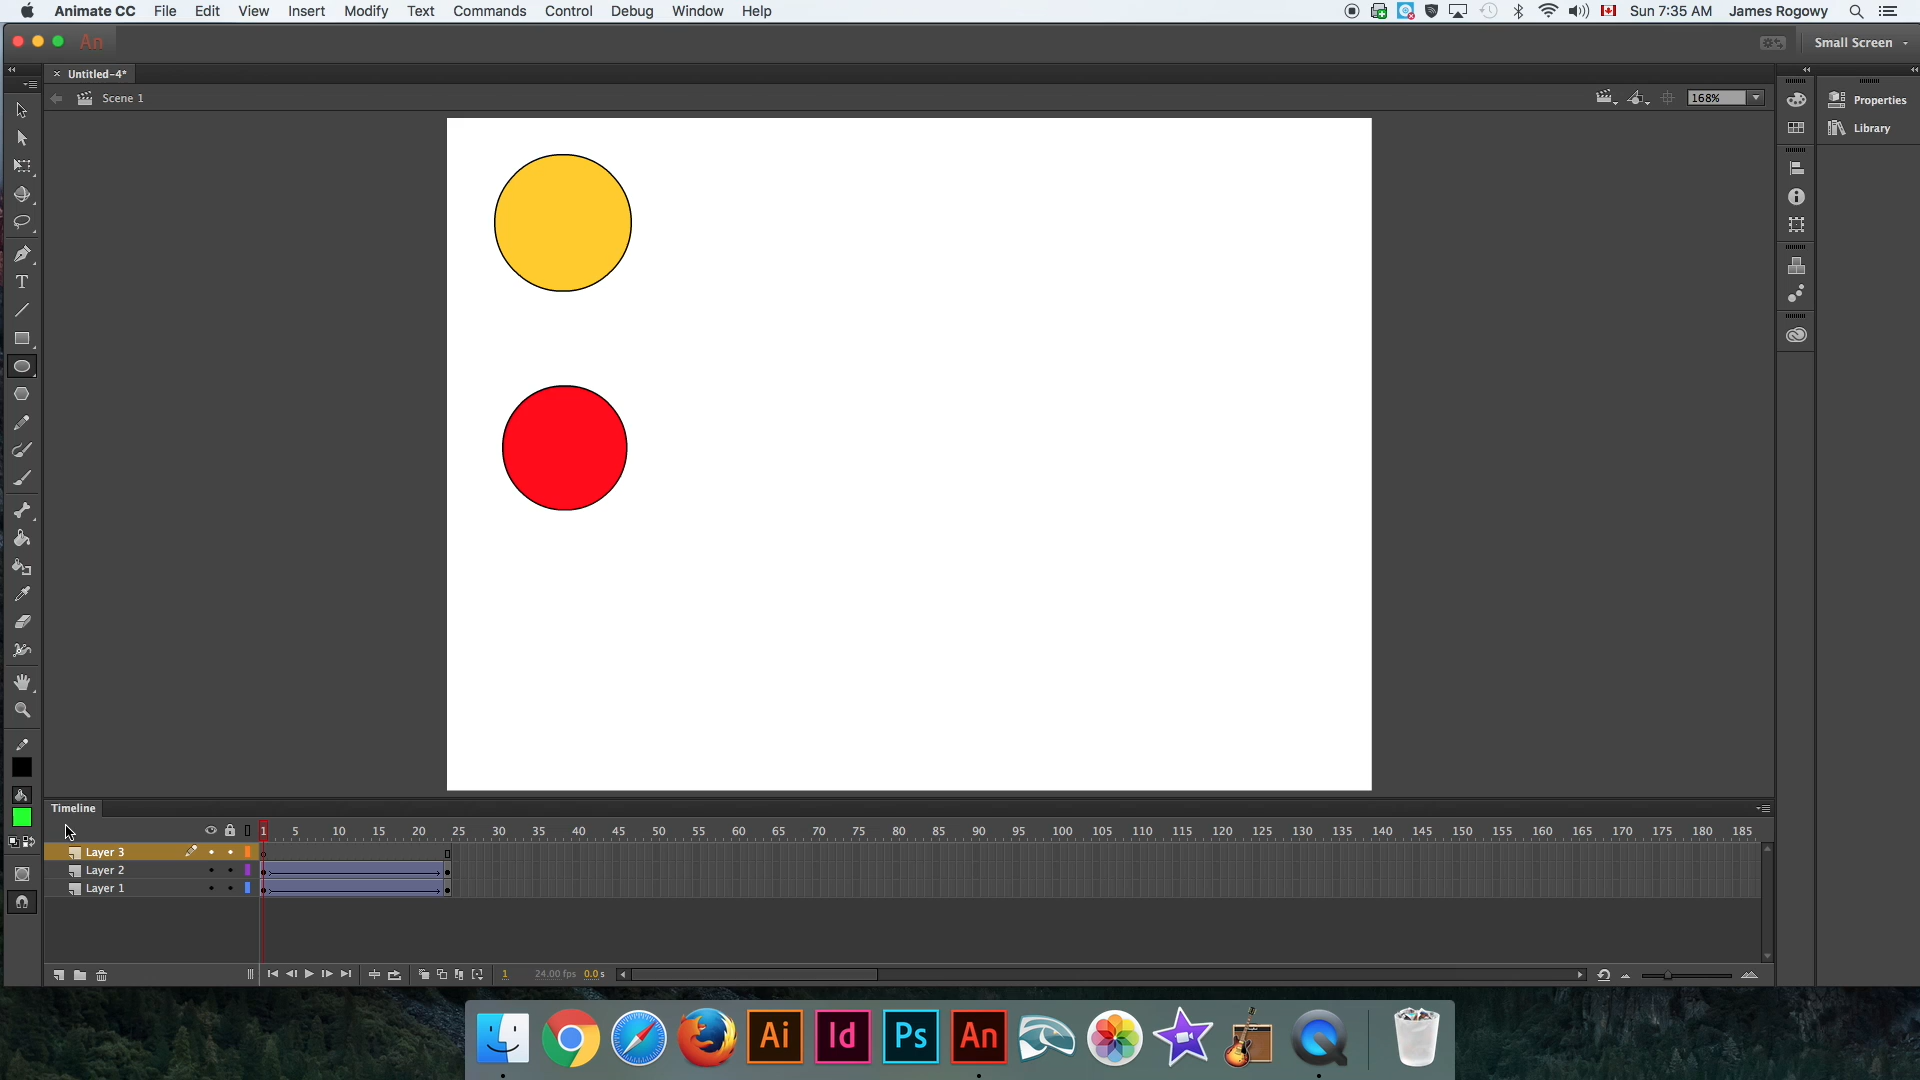 Animate CC File Edit View Insert Modify Text Commands Control Debug Window Help Sun 7:35 AM James Rogowy
An Small Screen
× Untitled-4*
Scene 1 168%
Properties
Library
T
Timeline
1 5 10 15 20 25 30 35 40 45 50 55 60 65 70 75 80 85 90 95 100 105 110 115 120 125 130 135 140 145 150 155 160 165 170 175 180 185
Layer 3
Layer 2
Layer 1
1 24.00 fps 0.0 s
Ai Id Ps An